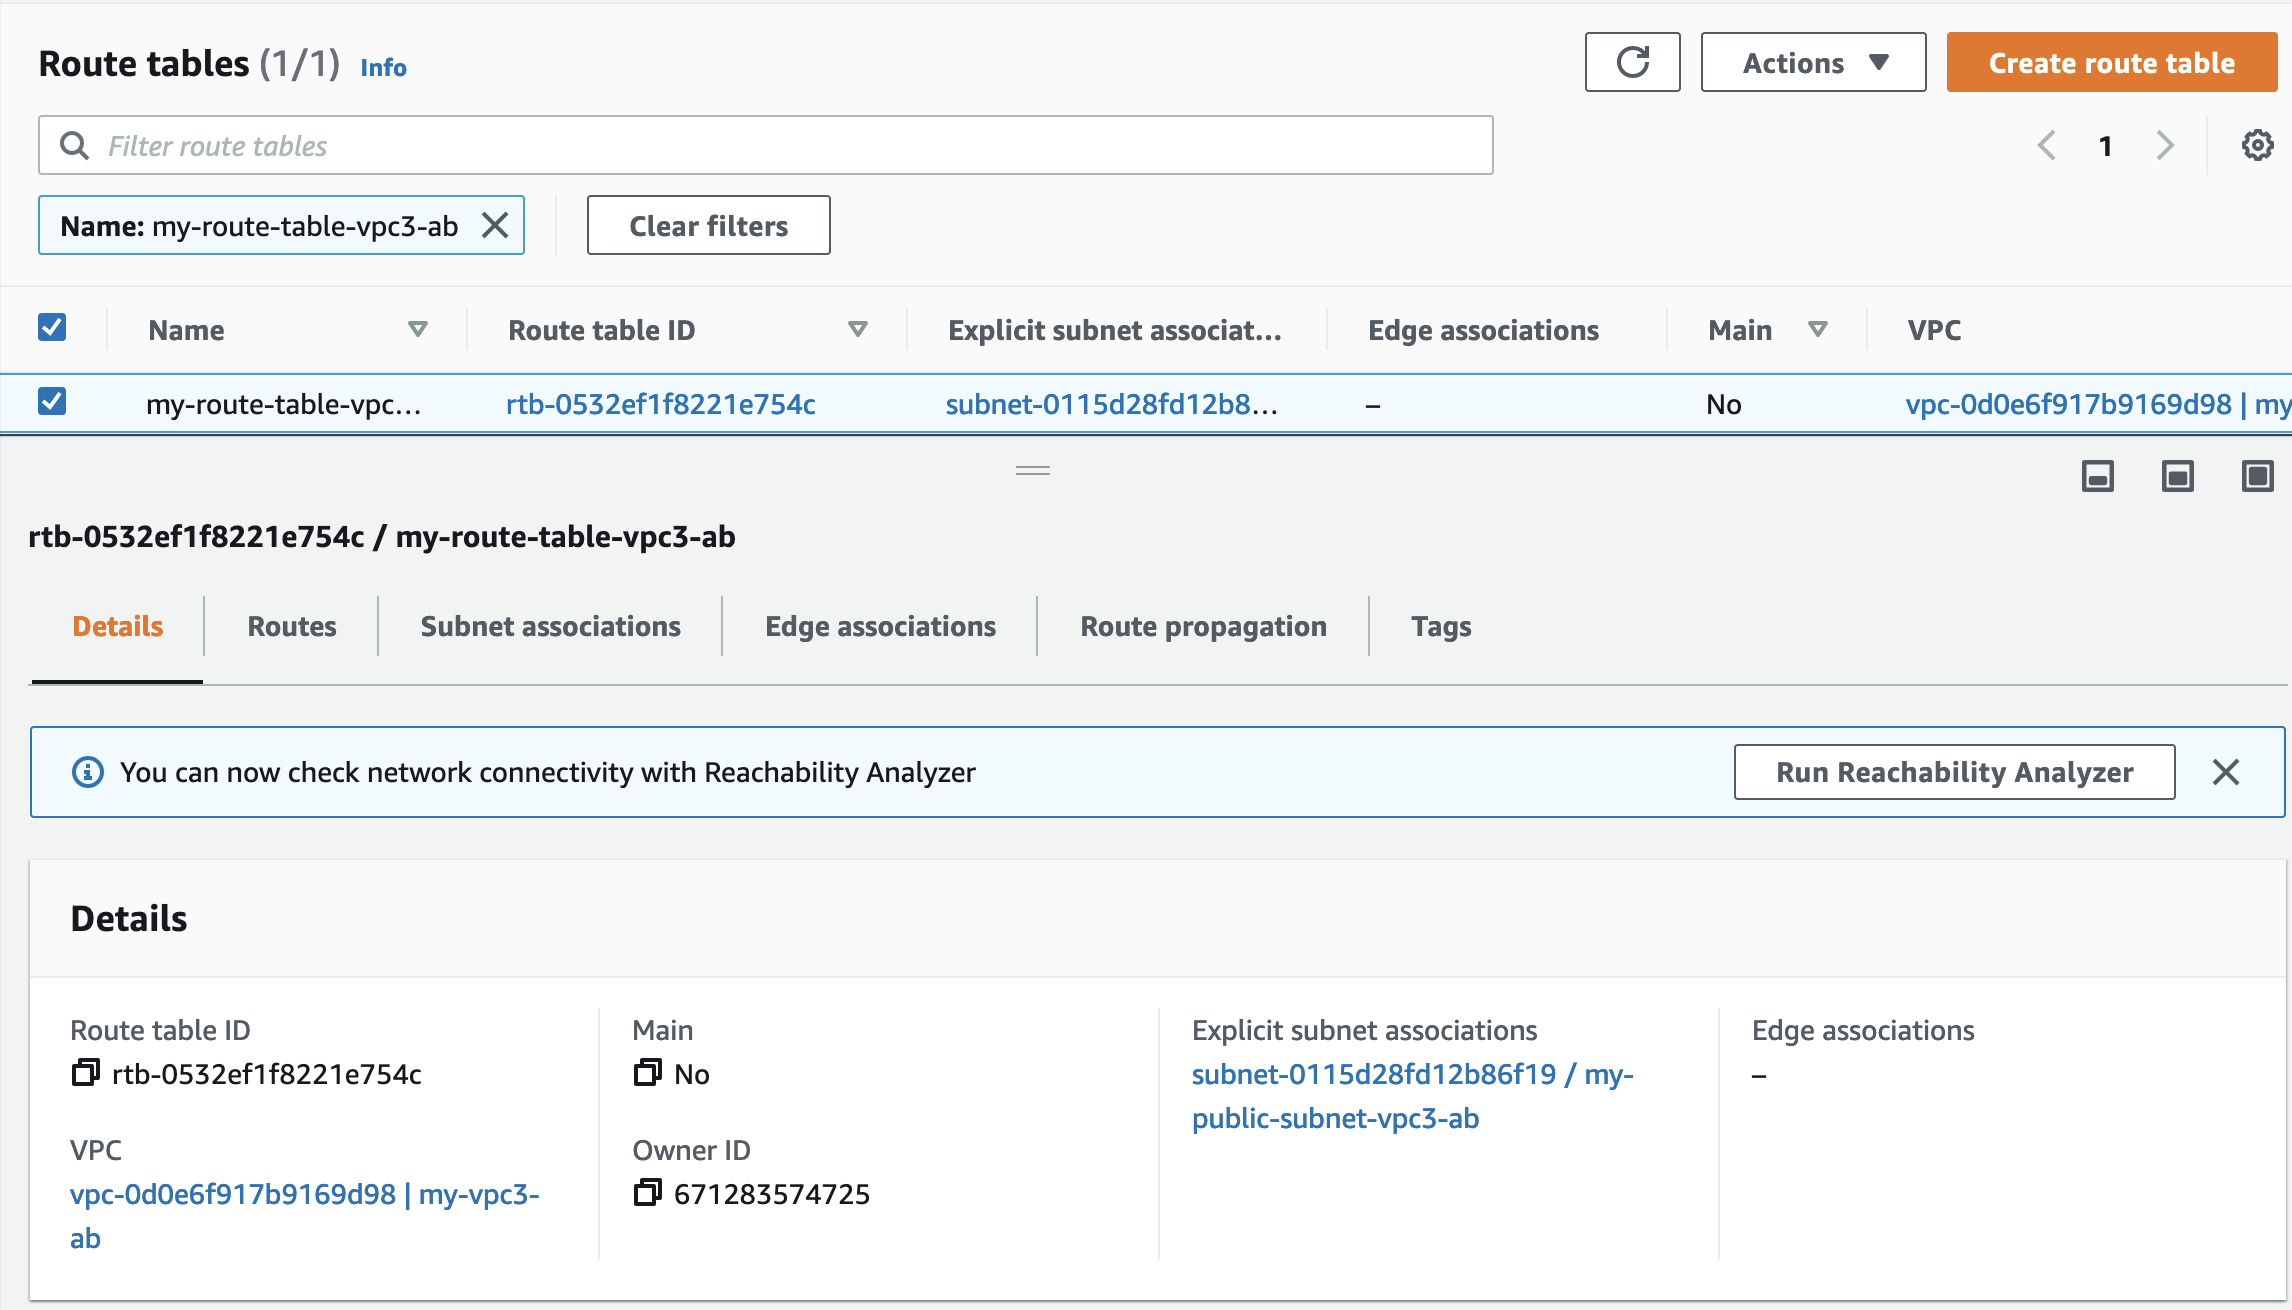 Route tables (1/1) Info
Actions
Create route table
Filter route tables
1
Name: my-route-table-vpc3-ab
Clear filters
Name Route table ID Explicit subnet associat... Edge associations Main VPC
my-route-table-vpc... rtb-0532ef1f8221e754c subnet-0115d28fd12b8... – No vpc-0d0e6f917b9169d98 | my
rtb-0532ef1f8221e754c / my-route-table-vpc3-ab
Details Routes Subnet associations Edge associations Route propagation Tags
You can now check network connectivity with Reachability Analyzer
Run Reachability Analyzer
Details
Route table ID
rtb-0532ef1f8221e754c
VPC
vpc-0d0e6f917b9169d98 | my-vpc3-
ab
Main
No
Owner ID
671283574725
Explicit subnet associations
subnet-0115d28fd12b86f19 / my-
public-subnet-vpc3-ab
Edge associations
–